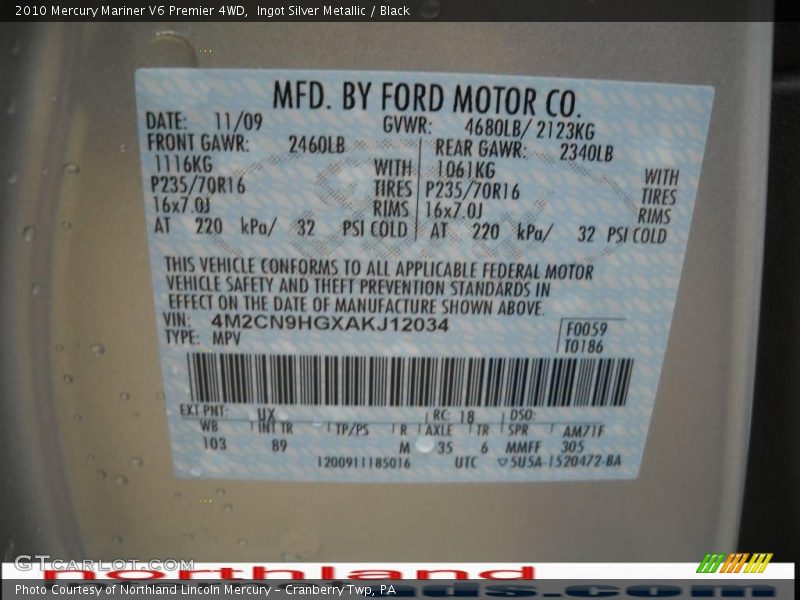 2010 Mercury Mariner V6 Premier 4WD, Ingot Silver Metallic / Black
MFD. BY FORD MOTOR CO.
DATE: 11/09 GVWR: 4680LB/ 2123KG
FRONT GAWR: 2460LB REAR GAWR: 2340LB
1116KG WITH 1061KG WITH
P235/70R16 TIRES P235/70R16 TIRES
16x7.0J RIMS 16x7.0J RIMS
AT 220 kPa/ 32 PSI COLD AT 220 kPa/ 32 PSI COLD
THIS VEHICLE CONFORMS TO ALL APPLICABLE FEDERAL MOTOR
VEHICLE SAFETY AND THEFT PREVENTION STANDARDS IN
EFFECT ON THE DATE OF MANUFACTURE SHOWN ABOVE.
VIN: 4M2CN9HGXAKJ12034 F0059
TYPE: MPV T0186
EXT PNT: UX RC: 18 DSO:
WB INT TR TP/PS R AXLE TR SPR AM71F
103 89 M 35 6 MMFF 305
1200911185016 UTC 5U5A-1520472-BA
GTCarLot.com
northland
Photo Courtesy of Northland Lincoln Mercury - Cranberry Twp, PA